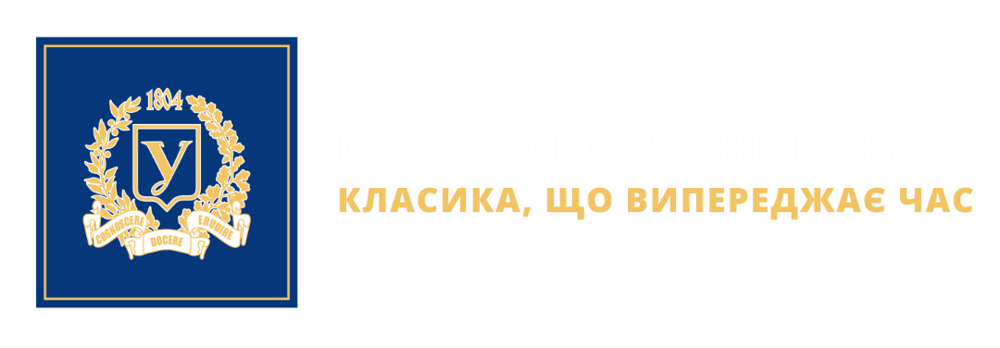 1804
У
COGNOSCERE
DOCERE
ERUDIRE
КЛАСИКА, ЩО ВИПЕРЕДЖАЄ ЧАС